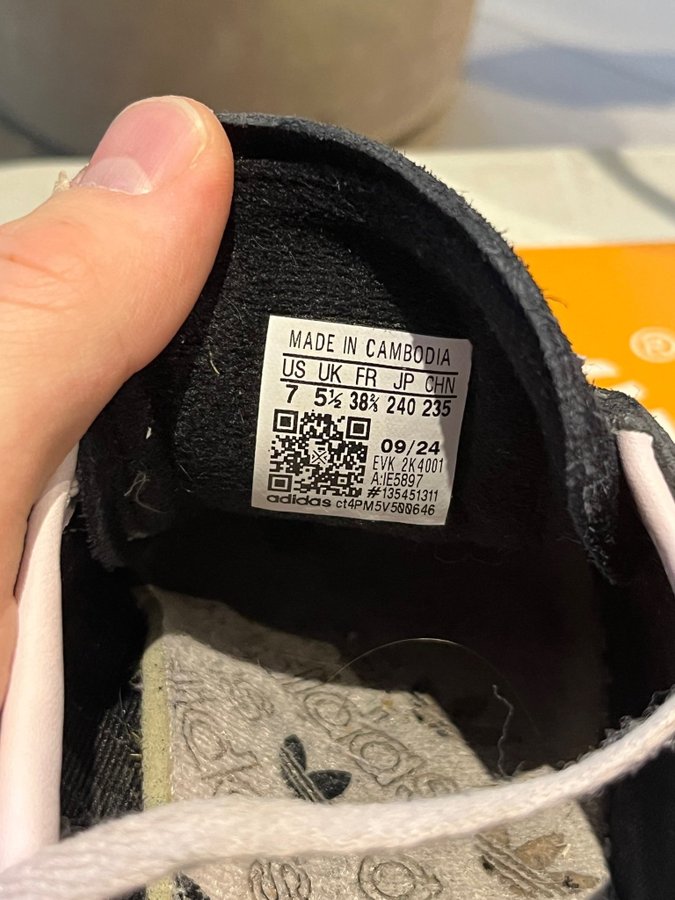 MADE IN CAMBODIA
US UK FR JP CHN
7 5½ 38⅔ 240 235
09/24
EVK 2K4001
A:IE5897
#135451311
adidas ct4PM5V500646
®
adidas